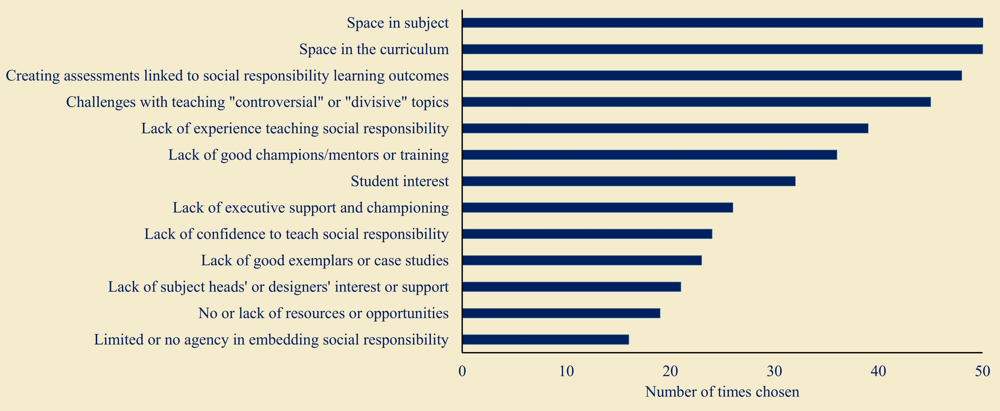 Space in subject
Space in the curriculum
Creating assessments linked to social responsibility learning outcomes
Challenges with teaching "controversial" or "divisive" topics
Lack of experience teaching social responsibility
Lack of good champions/mentors or training
Student interest
Lack of executive support and championing
Lack of confidence to teach social responsibility
Lack of good exemplars or case studies
Lack of subject heads' or designers' interest or support
No or lack of resources or opportunities
Limited or no agency in embedding social responsibility
0 10 20 30 40 50
Number of times chosen